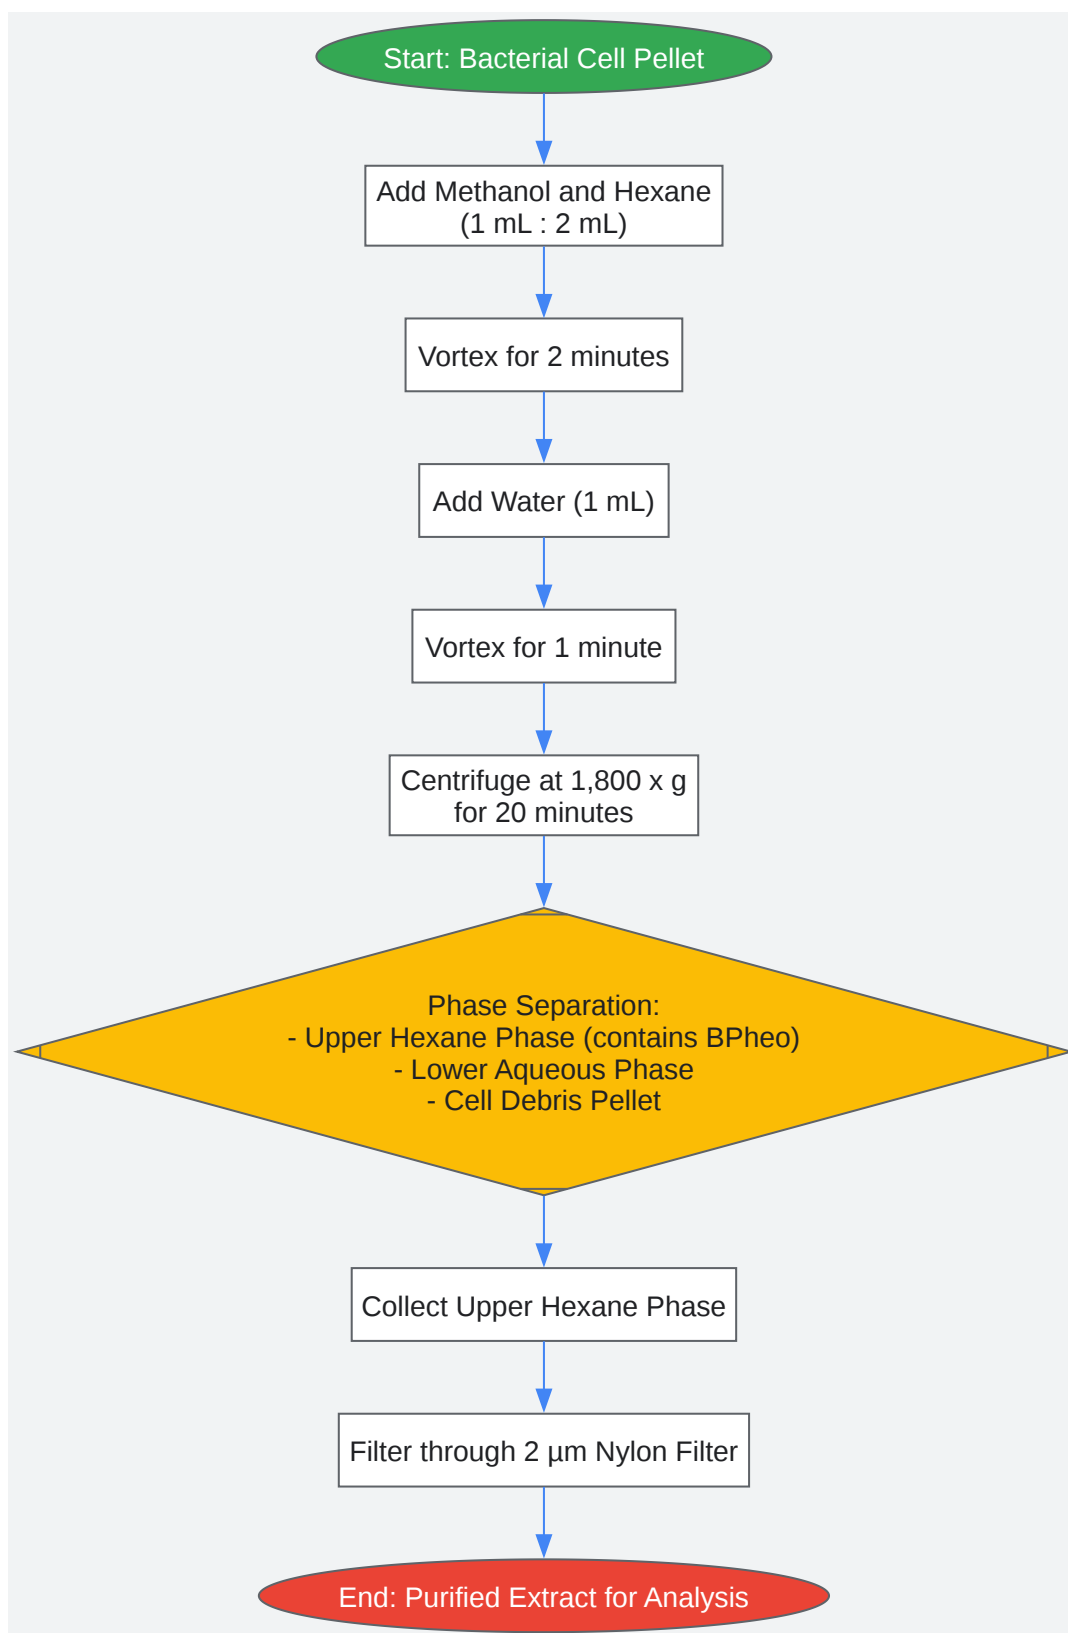 Start: Bacterial Cell Pellet
Add Methanol and Hexane
(1 mL : 2 mL)
Vortex for 2 minutes
Add Water (1 mL)
Vortex for 1 minute
Centrifuge at 1,800 x g
for 20 minutes
Phase Separation:
- Upper Hexane Phase (contains BPheo)
- Lower Aqueous Phase
- Cell Debris Pellet
Collect Upper Hexane Phase
Filter through 2 µm Nylon Filter
End: Purified Extract for Analysis